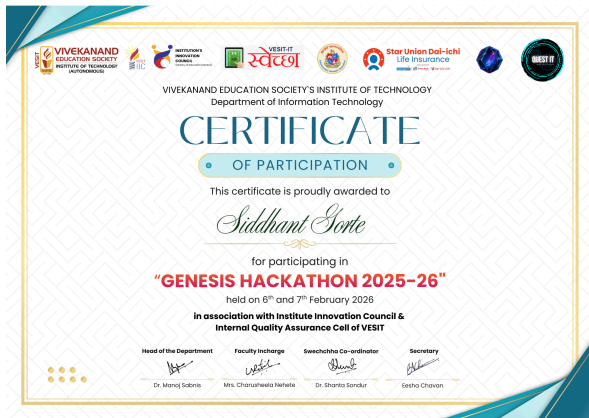 VESIT
VIVEKANAND
EDUCATION SOCIETY
INSTITUTE OF TECHNOLOGY
(AUTONOMOUS)
IIC
INSTITUTION'S
INNOVATION
COUNCIL
VESIT-IT
स्वेच्छा
Star Union Dai-ichi
Life Insurance
QUEST IT
VIVEKANAND EDUCATION SOCIETY'S INSTITUTE OF TECHNOLOGY
Department of Information Technology
CERTIFICATE
OF PARTICIPATION
This certificate is proudly awarded to
Siddhant Gorte
for participating in
“GENESIS HACKATHON 2025-26"
held on 6th and 7th February 2026
in association with Institute Innovation Council &
Internal Quality Assurance Cell of VESIT
Head of the Department Faculty Incharge Swechchha Co-ordinator Secretary
Dr. Manoj Sabnis Mrs. Charusheela Nehete Dr. Shanta Sondur Eesha Chavan